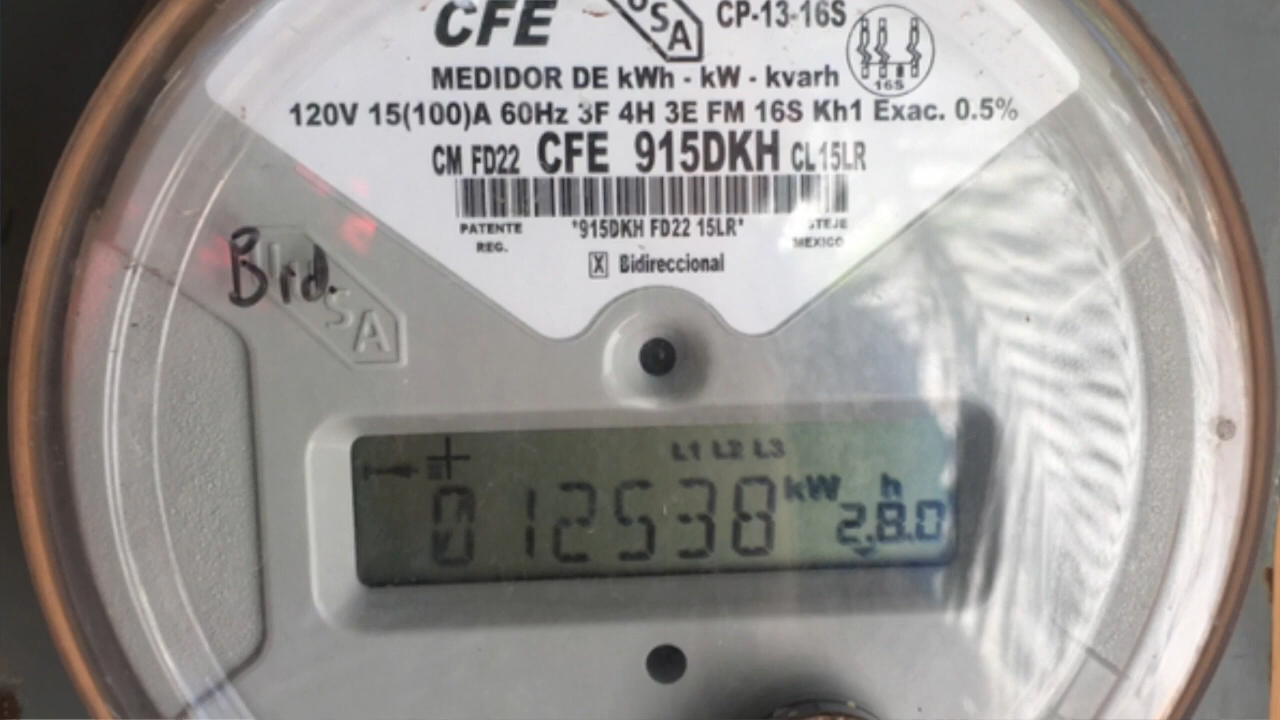 CFE
USA
CP-13-16S
16S
MEDIDOR DE kWh - kW - kvarh
120V 15(100)A 60Hz 3F 4H 3E FM 16S Kh1 Exac. 0.5%
CM FD22 CFE 915DKH CL15LR
PATENTE REG.
*915DKH FD22 15LR*
MEXICO
X Bidireccional
Brd.
SA
L1 L2 L3
012538 kW h 2.8.0